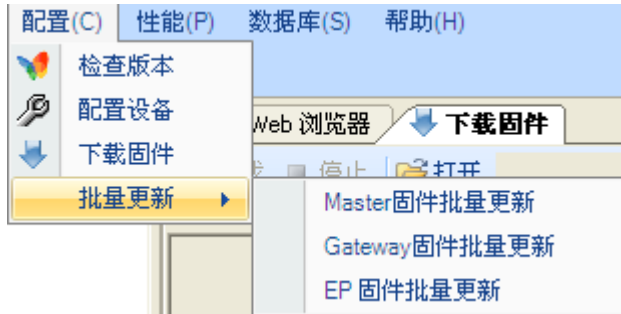 配置(C) 性能(P) 数据库(S) 帮助(H)
检查版本
配置设备
Web 浏览器 下载固件
下载固件
停止 打开
批量更新
Master固件批量更新
Gateway固件批量更新
EP 固件批量更新